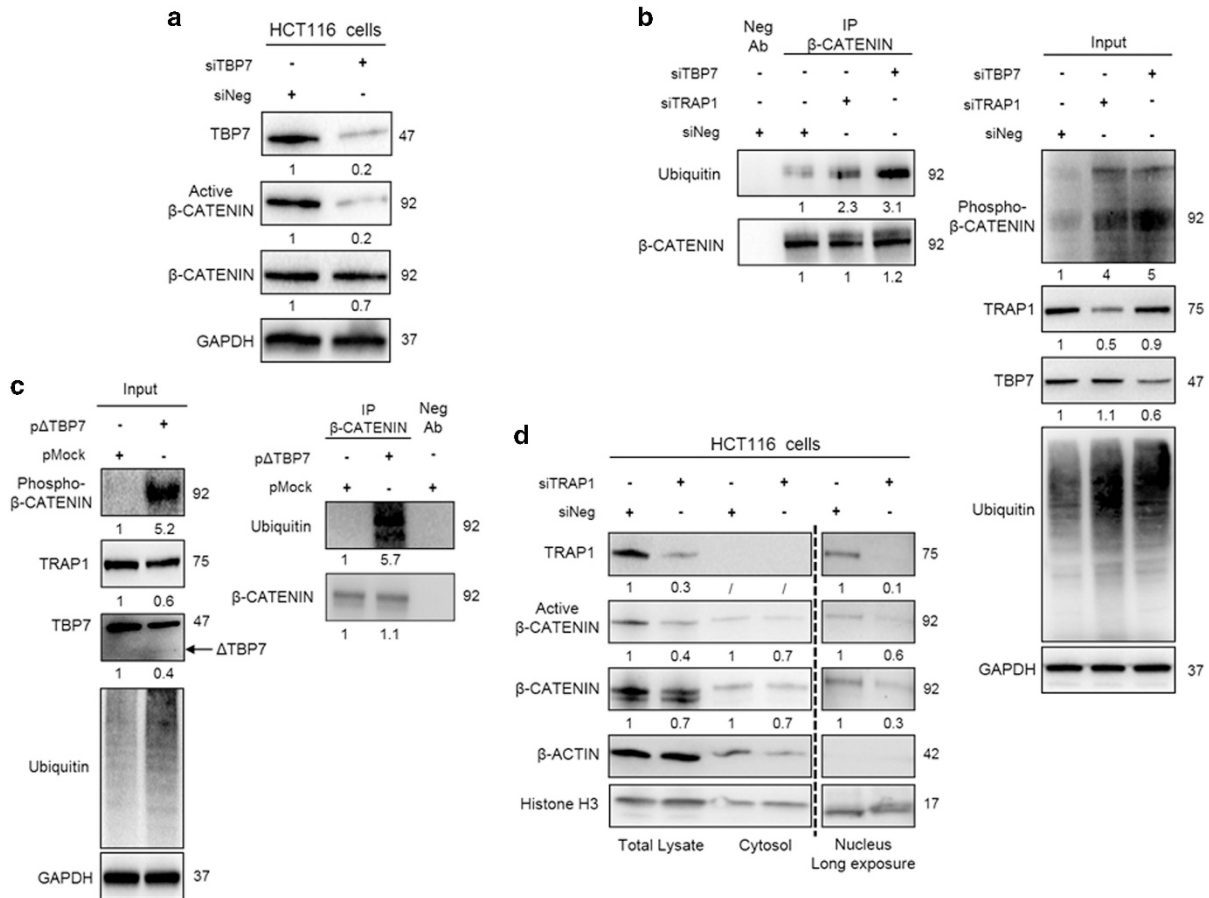 a
HCT116 cells
siTBP7 - +
siNeg + -
TBP7 47
1 0.2
Active
β-CATENIN 92
1 0.2
β-CATENIN 92
1 0.7
GAPDH 37
b
Neg
Ab
IP
β-CATENIN
siTBP7 - - - +
siTRAP1 - - + -
siNeg + + - -
Ubiquitin 92
1 2.3 3.1
β-CATENIN 92
1 1 1.2
Input
siTBP7 - - +
siTRAP1 - + -
siNeg + - -
Phospho-
β-CATENIN 92
1 4 5
TRAP1 75
1 0.5 0.9
TBP7 47
1 1.1 0.6
Ubiquitin
GAPDH 37
c
Input
pΔTBP7 - +
pMock + -
Phospho-
β-CATENIN 92
1 5.2
TRAP1 75
1 0.6
TBP7 47
ΔTBP7
1 0.4
Ubiquitin
GAPDH 37
IP
β-CATENIN
Neg
Ab
pΔTBP7 - + -
pMock + - +
Ubiquitin 92
1 5.7
β-CATENIN 92
1 1.1
d
HCT116 cells
siTRAP1 - + - + - +
siNeg + - + - + -
TRAP1 75
1 0.3 / / 1 0.1
Active
β-CATENIN 92
1 0.4 1 0.7 1 0.6
β-CATENIN 92
1 0.7 1 0.7 1 0.3
β-ACTIN 42
Histone H3 17
Total Lysate Cytosol Nucleus
Long exposure